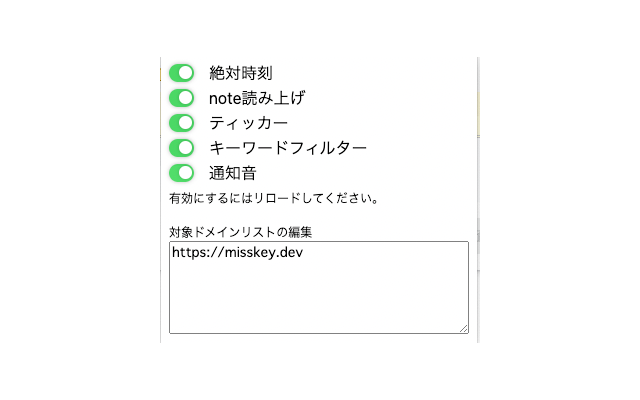 絶対時刻
note読み上げ
ティッカー
キーワードフィルター
通知音
有効にするにはリロードしてください。
対象ドメインリストの編集
https://misskey.dev